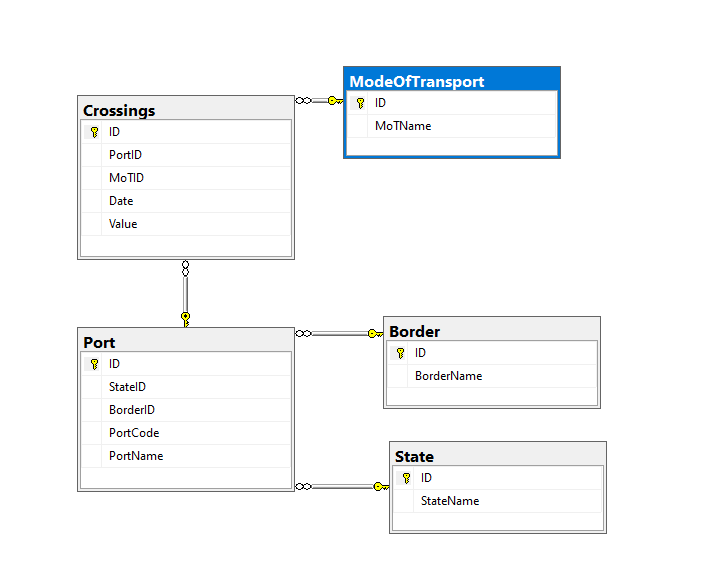 ModeOfTransport
ID
MoTName
Crossings
ID
PortID
MoTID
Date
Value
Port
ID
StateID
BorderID
PortCode
PortName
Border
ID
BorderName
State
ID
StateName